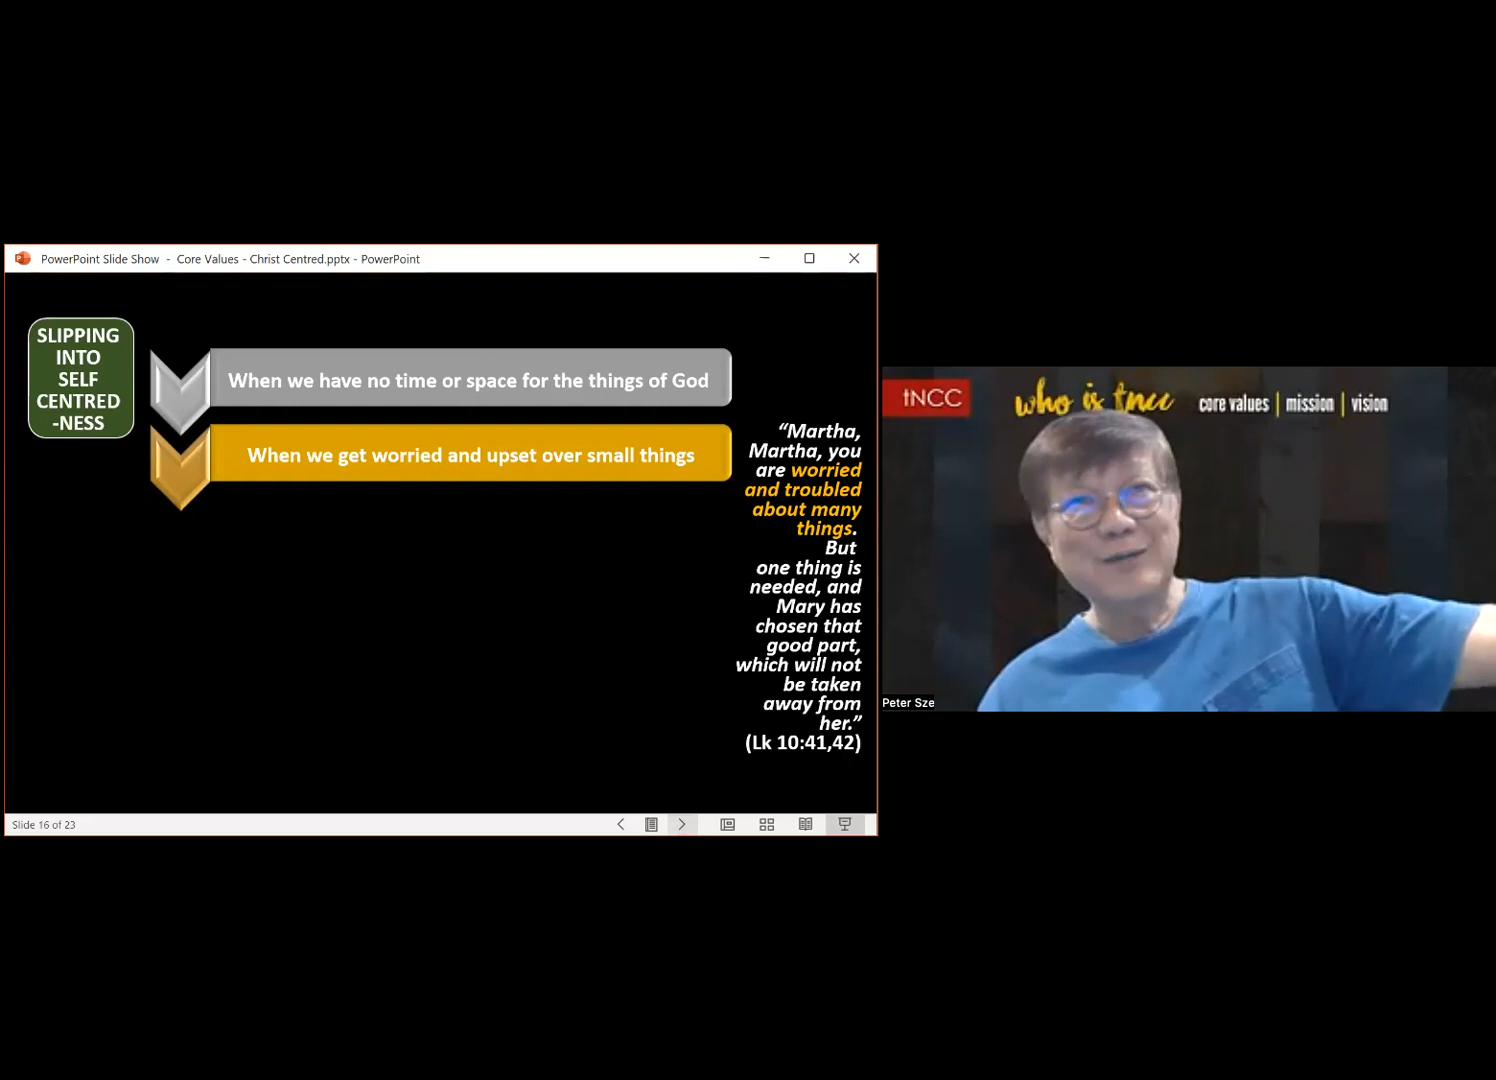 PowerPoint Slide Show - Core Values - Christ Centred.pptx - PowerPoint
SLIPPING
INTO
SELF
CENTRED
-NESS
When we have no time or space for the things of God
When we get worried and upset over small things
“Martha,
Martha, you
are worried
and troubled
about many
things.
But
one thing is
needed, and
Mary has
chosen that
good part,
which will not
be taken
away from
her.”
(Lk 10:41,42)
Slide 16 of 23
tNCC
who is tncc
core values | mission | vision
Peter Sze